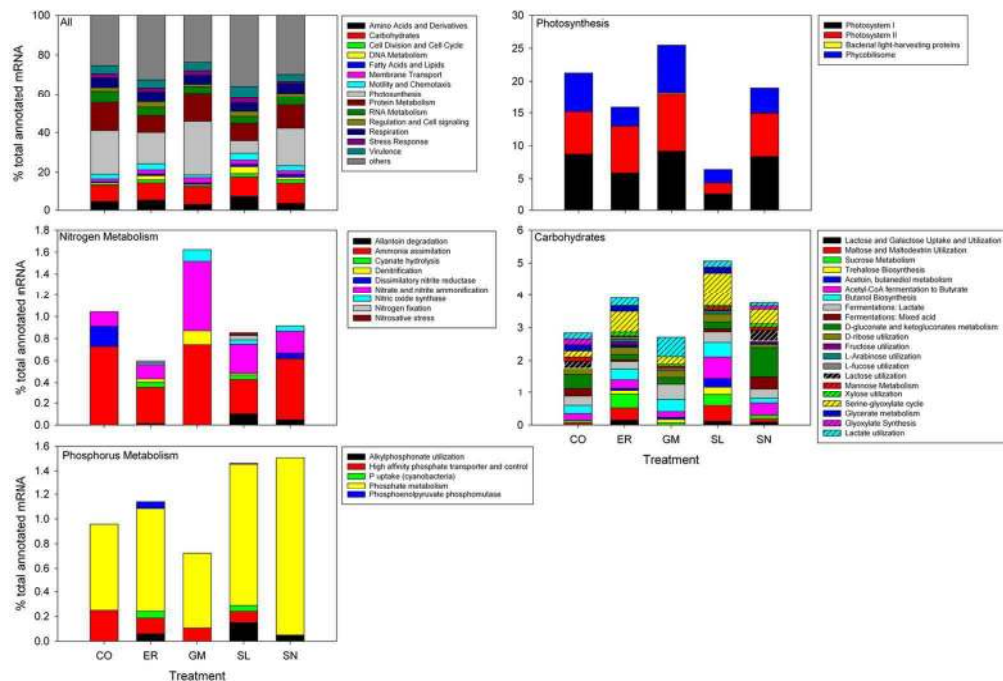 All
% total annotated mRNA
100
80
60
40
20
0
Amino Acids and Derivatives
Carbohydrates
Cell Division and Cell Cycle
DNA Metabolism
Fatty Acids and Lipids
Membrane Transport
Motility and Chemotaxis
Photosynthesis
Protein Metabolism
RNA Metabolism
Regulation and Cell signaling
Respiration
Stress Response
Virulence
others
Photosynthesis
% total annotated mRNA
30
25
20
15
10
5
0
Photosystem I
Photosystem II
Bacterial light-harvesting proteins
Phycobilisome
Nitrogen Metabolism
% total annotated mRNA
1.8
1.6
1.4
1.2
1.0
0.8
0.6
0.4
0.2
0.0
Allantoin degradation
Ammonia assimilation
Cyanate hydrolysis
Denitrification
Dissimilatory nitrite reductase
Nitrate and nitrite ammonification
Nitric oxide synthase
Nitrogen fixation
Nitrosative stress
Carbohydrates
% total annotated mRNA
6
5
4
3
2
1
0
CO ER GM SL SN
Treatment
Lactose and Galactose Uptake and Utilization
Maltose and Maltodextrin Utilization
Sucrose Metabolism
Trehalose Biosynthesis
Acetoin, butanediol metabolism
Acetyl-CoA fermentation to Butyrate
Butanol Biosynthesis
Fermentations: Lactate
Fermentations: Mixed acid
D-gluconate and ketogluconates metabolism
D-ribose utilization
Fructose utilization
L-Arabinose utilization
L-fucose utilization
Lactose utilization
Mannose Metabolism
Xylose utilization
Serine-glyoxylate cycle
Glycerate metabolism
Glyoxylate Synthesis
Lactate utilization
Phosphorus Metabolism
% total annotated mRNA
1.4
1.2
1.0
0.8
0.6
0.4
0.2
0.0
CO ER GM SL SN
Treatment
Alkylphosphonate utilization
High affinity phosphate transporter and control
P uptake (cyanobacteria)
Phosphate metabolism
Phosphoenolpyruvate phosphomutase